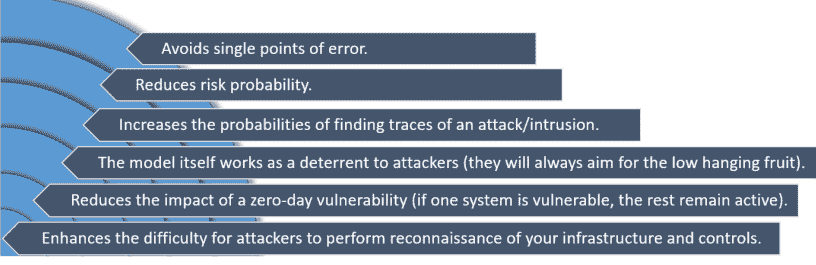 Avoids single points of error.
Reduces risk probability.
Increases the probabilities of finding traces of an attack/intrusion.
The model itself works as a deterrent to attackers (they will always aim for the low hanging fruit).
Reduces the impact of a zero-day vulnerability (if one system is vulnerable, the rest remain active).
Enhances the difficulty for attackers to perform reconnaissance of your infrastructure and controls.